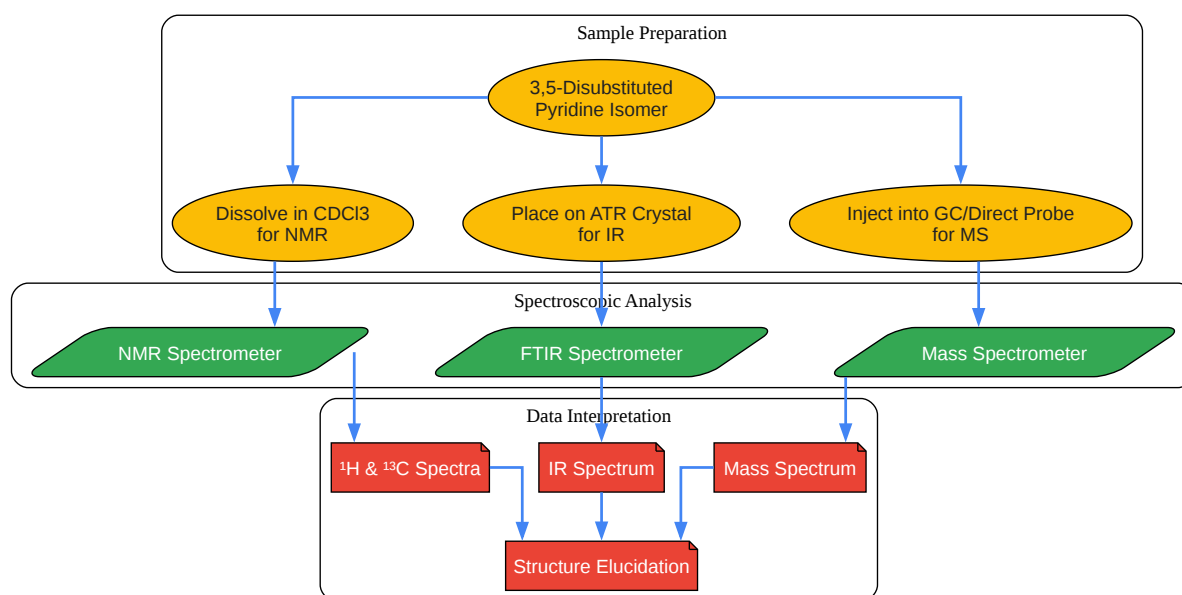 Sample Preparation
3,5-Disubstituted
Pyridine Isomer
Dissolve in CDCl3
for NMR
Place on ATR Crystal
for IR
Inject into GC/Direct Probe
for MS
Spectroscopic Analysis
NMR Spectrometer
FTIR Spectrometer
Mass Spectrometer
Data Interpretation
¹H & ¹³C Spectra
IR Spectrum
Mass Spectrum
Structure Elucidation